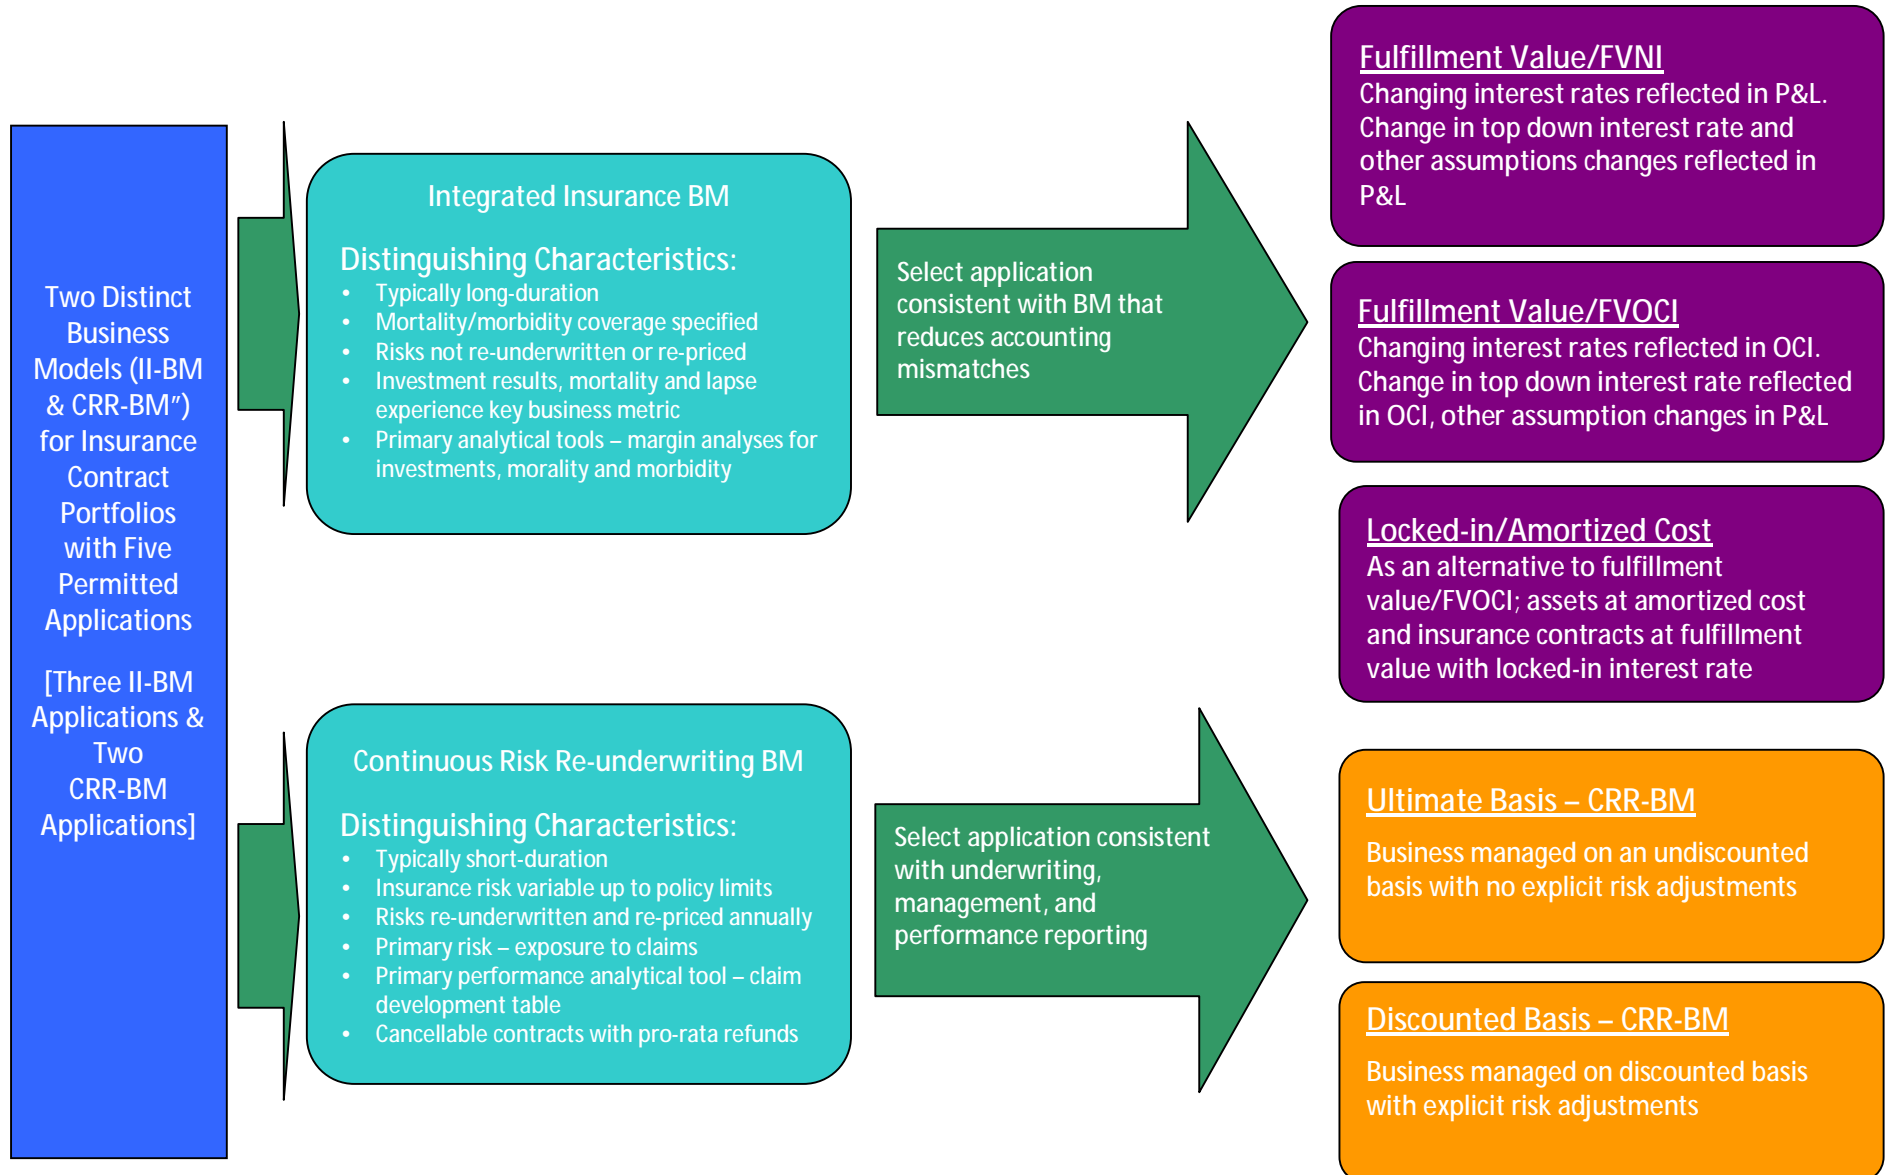 Two Distinct
Business
Models (II-BM
& CRR-BM”)
for Insurance
Contract
Portfolios
with Five
Permitted
Applications
[Three II-BM
Applications &
Two
CRR-BM
Applications]
Integrated Insurance BM
Distinguishing Characteristics:
• Typically long-duration
• Mortality/morbidity coverage specified
• Risks not re-underwritten or re-priced
• Investment results, mortality and lapse
experience key business metric
• Primary analytical tools – margin analyses for
investments, morality and morbidity
Select application
consistent with BM that
reduces accounting
mismatches
Fulfillment Value/FVNI
Changing interest rates reflected in P&L.
Change in top down interest rate and
other assumptions changes reflected in
P&L
Fulfillment Value/FVOCI
Changing interest rates reflected in OCI.
Change in top down interest rate reflected
in OCI, other assumption changes in P&L
Locked-in/Amortized Cost
As an alternative to fulfillment
value/FVOCI; assets at amortized cost
and insurance contracts at fulfillment
value with locked-in interest rate
Continuous Risk Re-underwriting BM
Distinguishing Characteristics:
• Typically short-duration
• Insurance risk variable up to policy limits
• Risks re-underwritten and re-priced annually
• Primary risk – exposure to claims
• Primary performance analytical tool – claim
development table
• Cancellable contracts with pro-rata refunds
Select application consistent
with underwriting,
management, and
performance reporting
Ultimate Basis – CRR-BM
Business managed on an undiscounted
basis with no explicit risk adjustments
Discounted Basis – CRR-BM
Business managed on discounted basis
with explicit risk adjustments